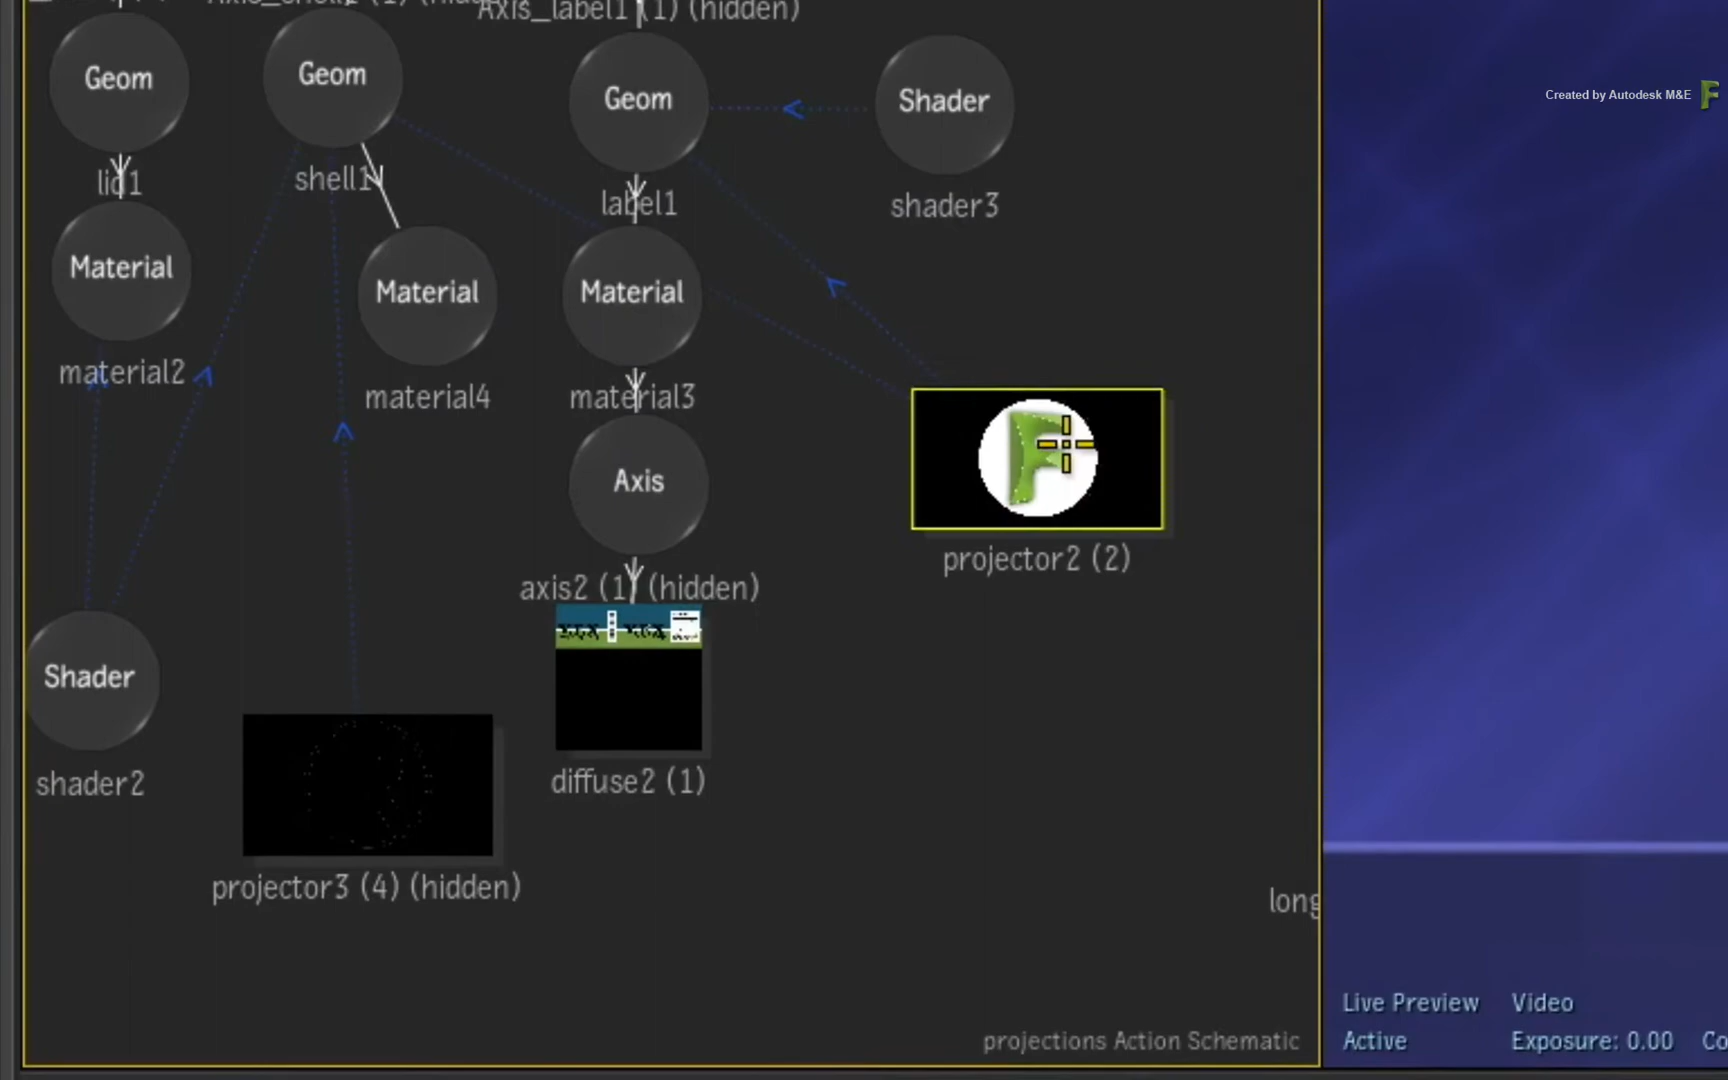 Axis_label1 (1) (hidden)
Geom
Geom
Geom
Shader
Created by Autodesk M&E
lid1
shell1
label1
shader3
Material
Material
Material
material2
material4
material3
Axis
projector2 (2)
axis2 (1) (hidden)
Shader
shader2
diffuse2 (1)
projector3 (4) (hidden)
long
projections Action Schematic
Live Preview Video
Active Exposure: 0.00 Co